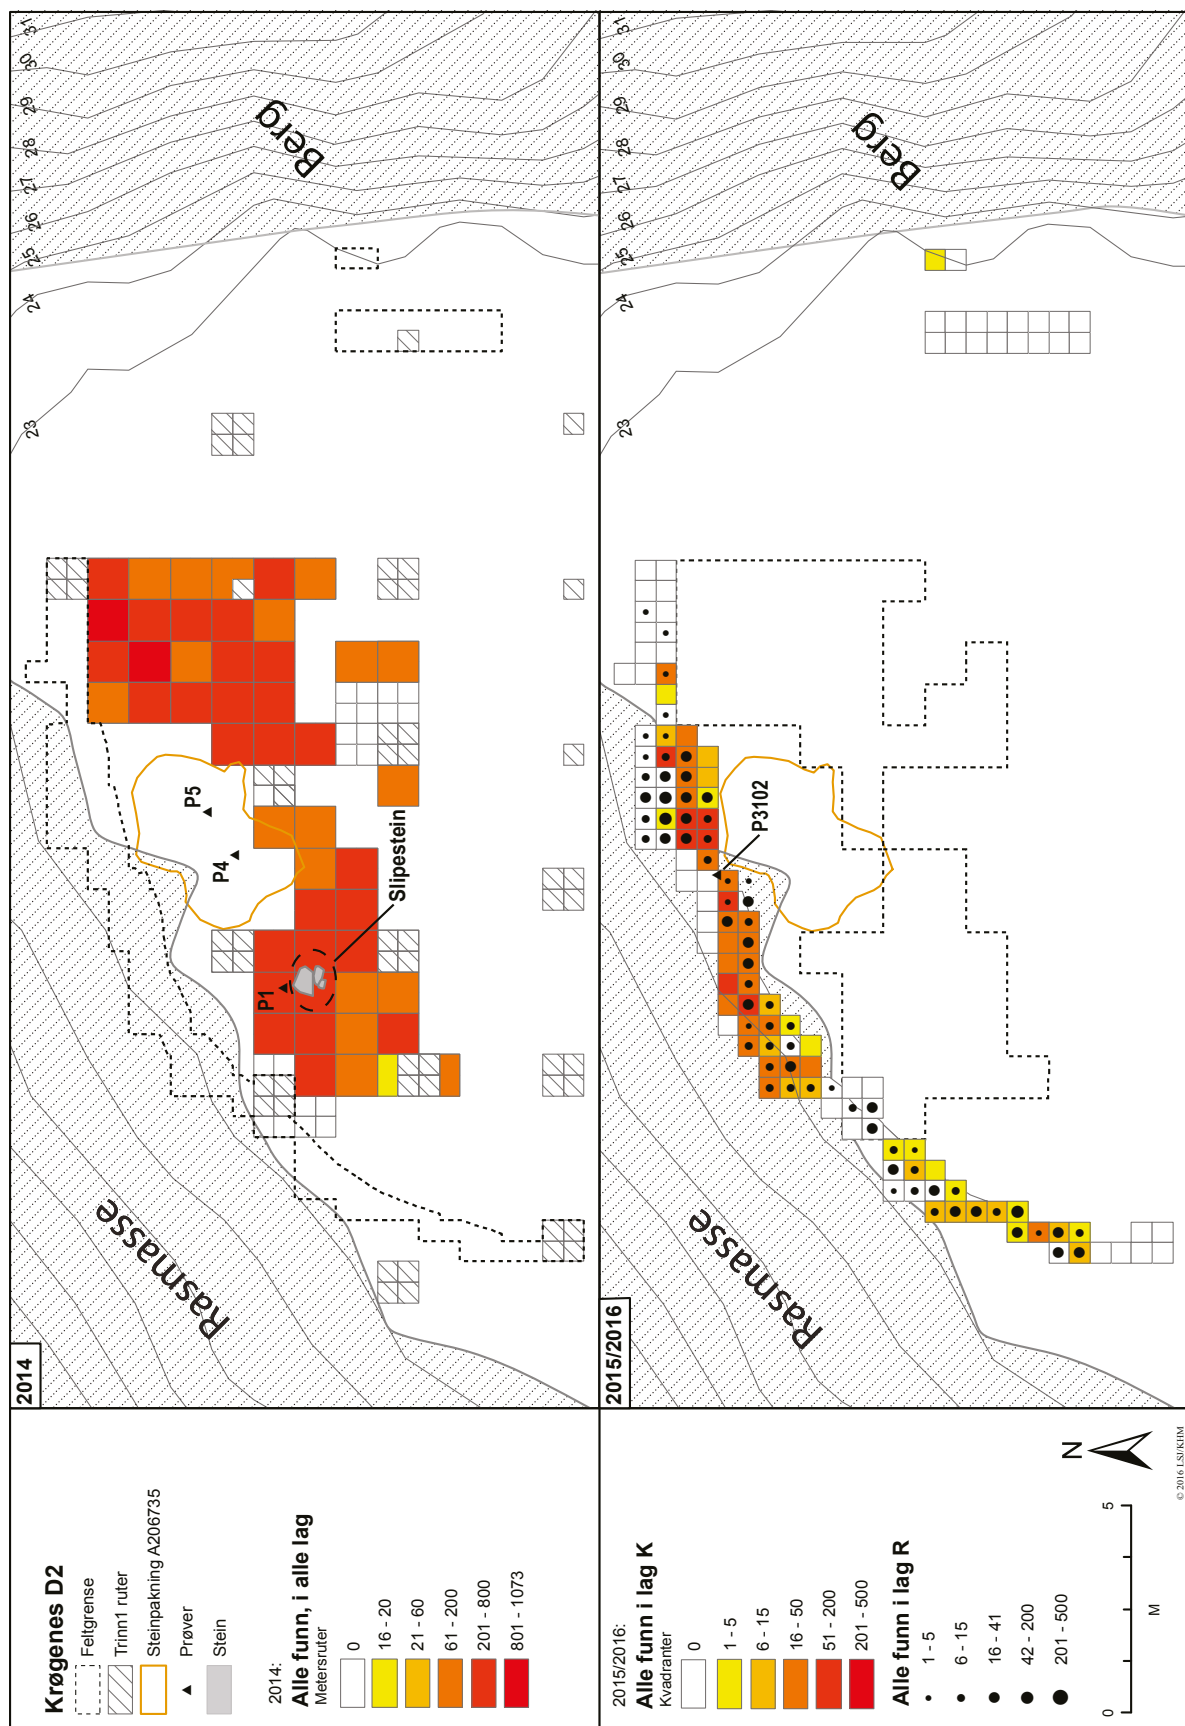 Krøgenes D2
Feltgrense
Trinn1 ruter
Steinpakning A206735
Prøver
Stein
2014:
Alle funn, i alle lag
Metersruter
0
16 - 20
21 - 60
61 - 200
201 - 800
801 - 1073
2014
Rasmasse
P1
P4
P5
Slipestein
Berg
23
24
25
26
27
28
29
30
31
2015/2016:
Alle funn i lag K
Kvadranter
0
1 - 5
6 - 15
16 - 50
51 - 200
201 - 500
Alle funn i lag R
1 - 5
6 - 15
16 - 41
42 - 200
201 - 500
0
5
M
N
© 2016 LSJ/KHM
2015/2016
Rasmasse
P3102
Berg
23
24
25
26
27
28
29
30
31